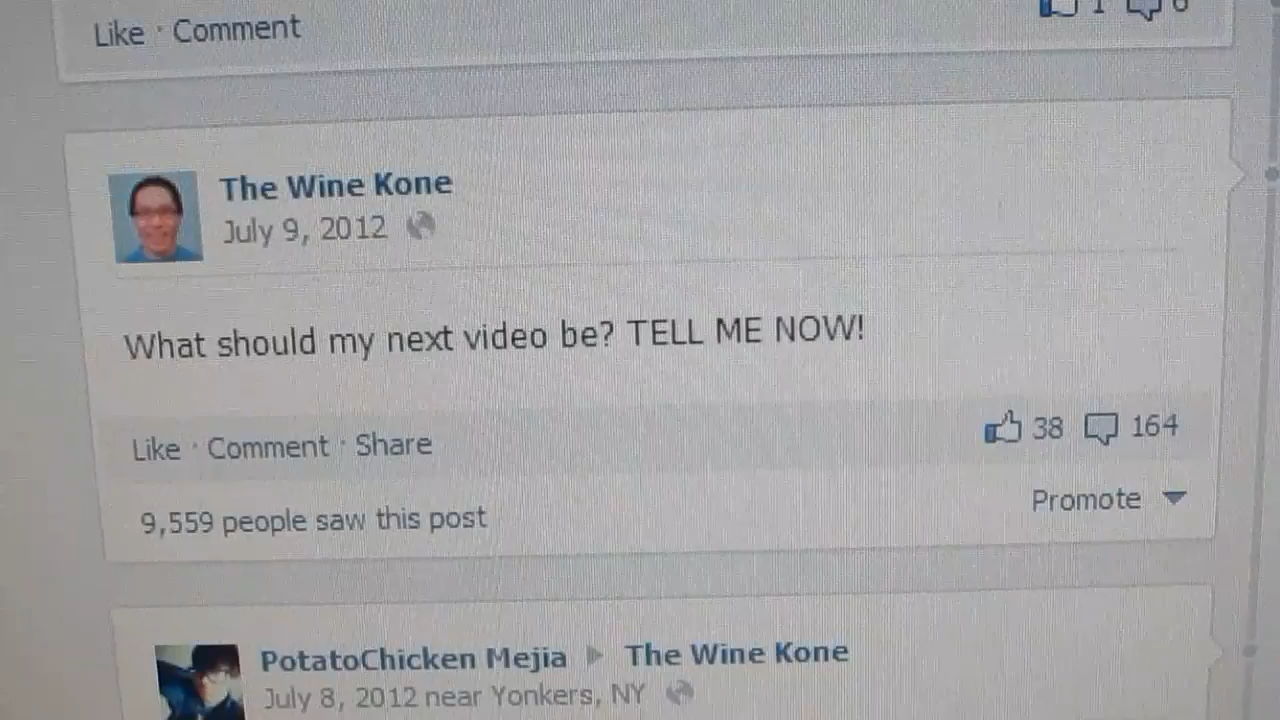 Like · Comment
1
The Wine Kone
July 9, 2012
What should my next video be? TELL ME NOW!
Like · Comment · Share
38 164
9,559 people saw this post
Promote
PotatoChicken Mejia ▶ The Wine Kone
July 8, 2012 near Yonkers, NY